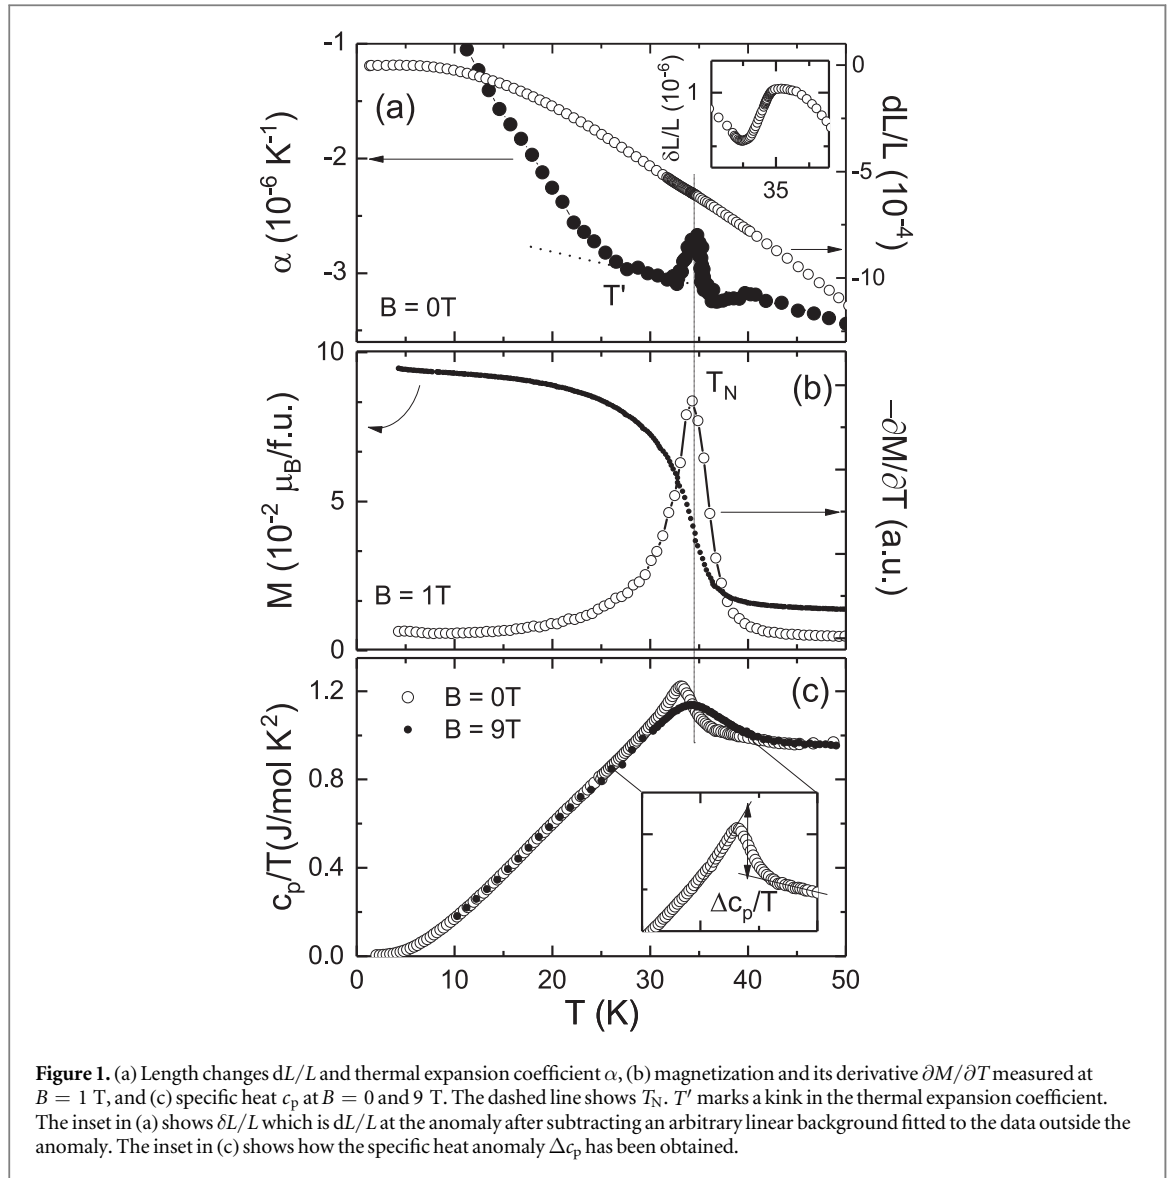 -1
-2
-3
α (10⁻⁶ K⁻¹)
(a)
B = 0T
T'
δL/L (10⁻⁶)
1
35
0
-5
-10
dL/L (10⁻⁴)
10
5
0
M (10⁻² μ_B/f.u.)
B = 1T
T_N
(b)
–∂M/∂T (a.u.)
1.2
0.8
0.4
0.0
c_p/T(J/mol K²)
B = 0T
B = 9T
(c)
Δc_p/T
0 10 20 30 40 50
T (K)
Figure 1. (a) Length changes dL/L and thermal expansion coefficient α, (b) magnetization and its derivative ∂M/∂T measured at
B = 1 T, and (c) specific heat c_p at B = 0 and 9 T. The dashed line shows T_N. T' marks a kink in the thermal expansion coefficient.
The inset in (a) shows δL/L which is dL/L at the anomaly after subtracting an arbitrary linear background fitted to the data outside the
anomaly. The inset in (c) shows how the specific heat anomaly Δc_p has been obtained.